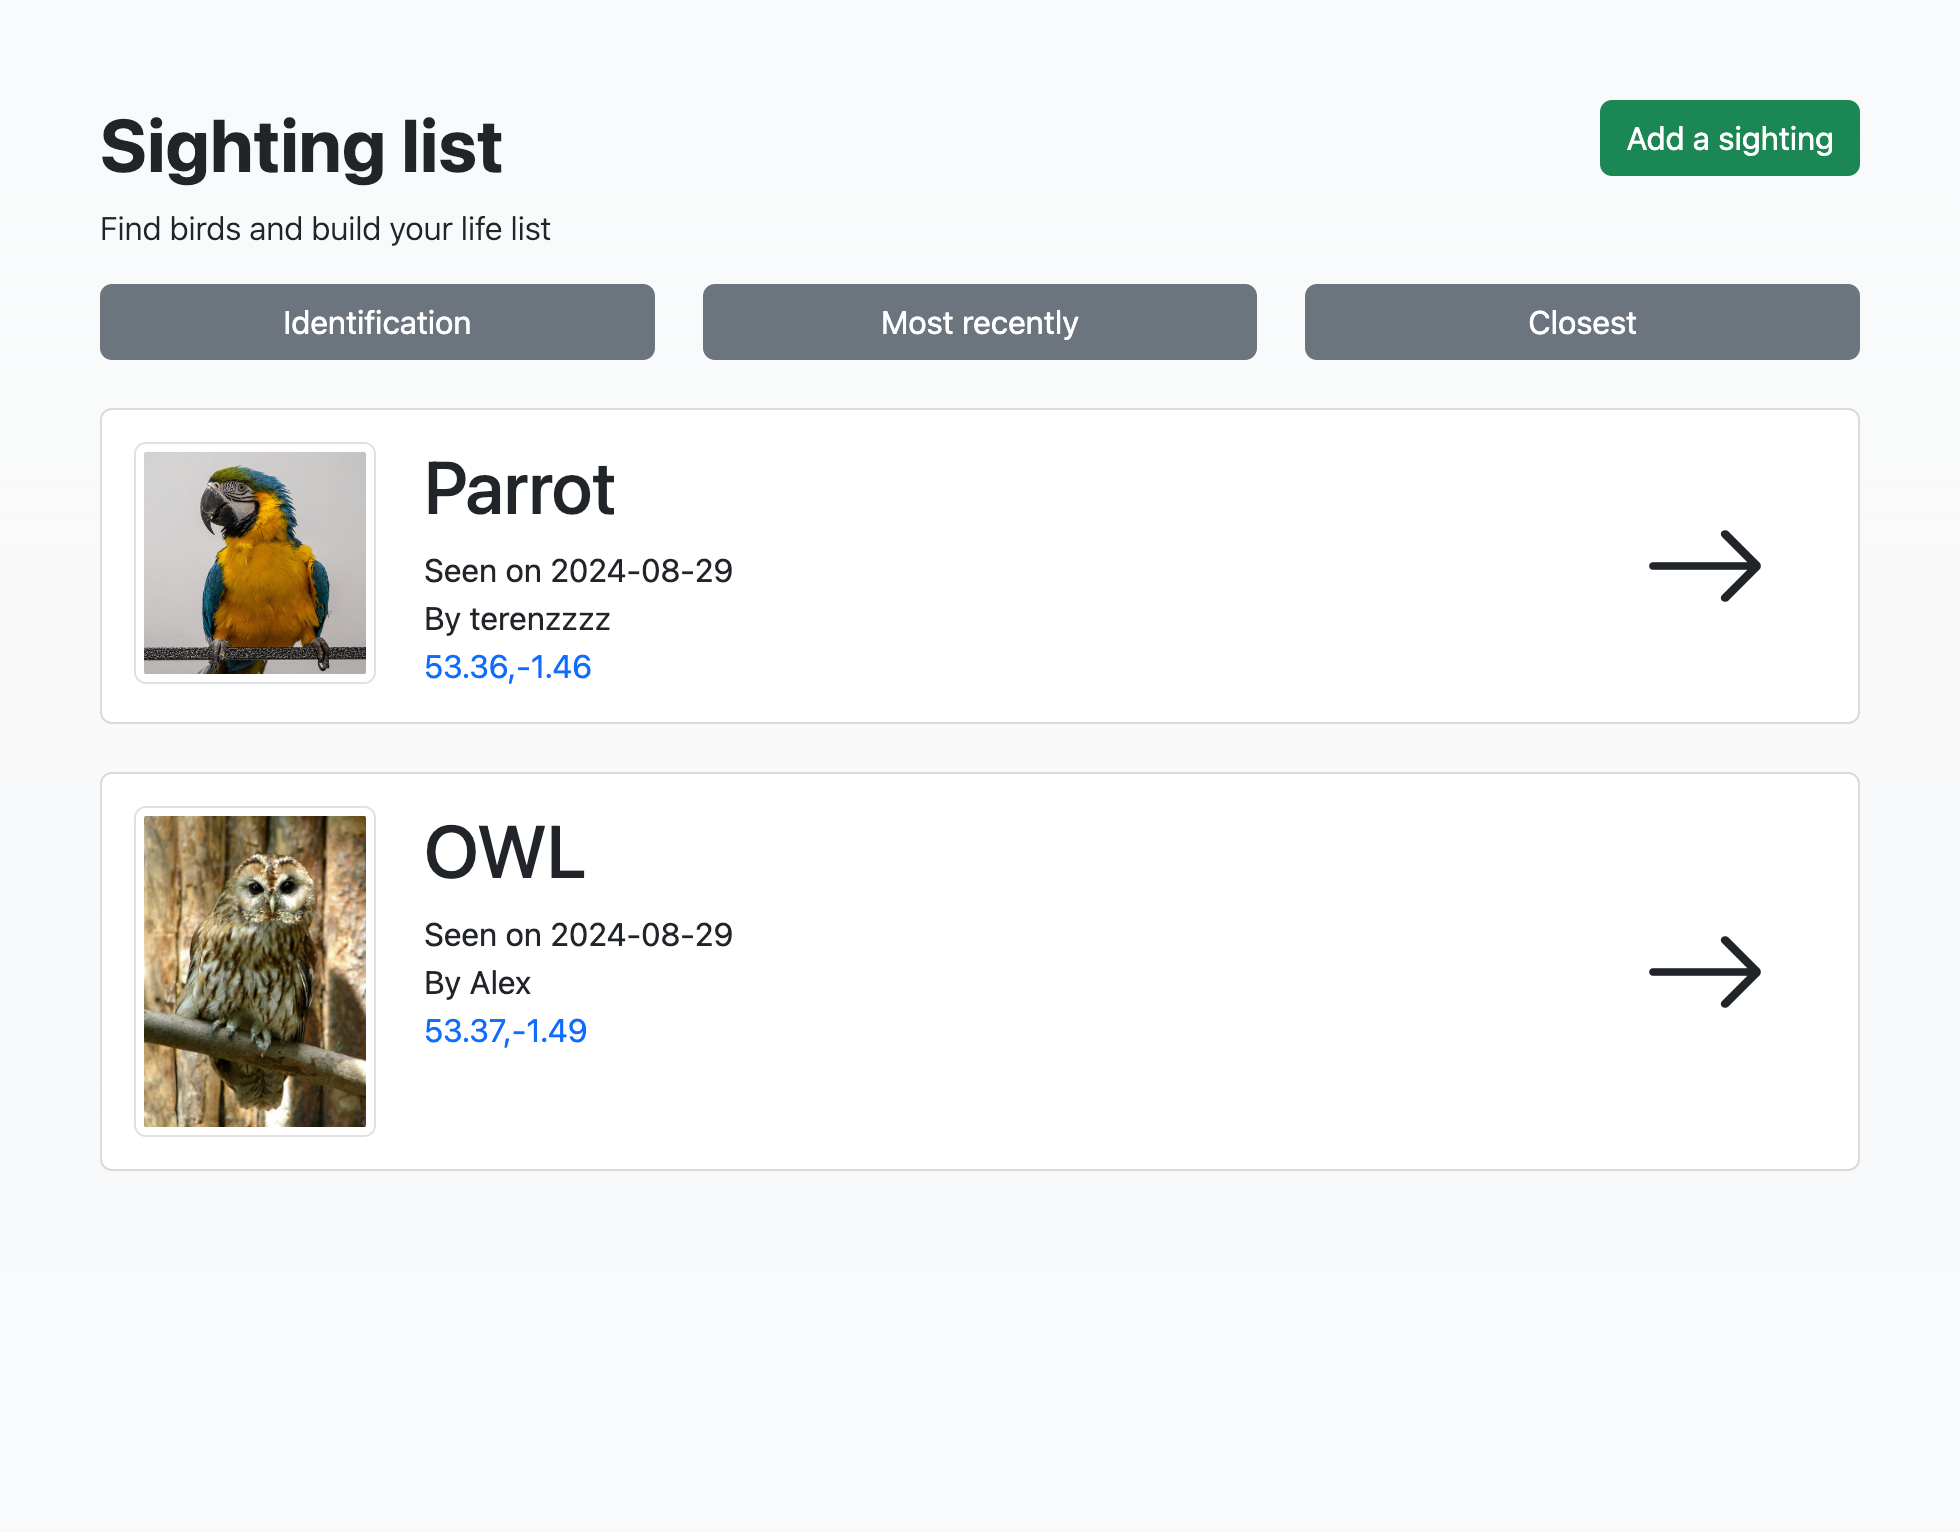 Sighting list
Add a sighting
Find birds and build your life list
Identification
Most recently
Closest
Parrot
Seen on 2024-08-29
By terenzzzz
53.36,-1.46
OWL
Seen on 2024-08-29
By Alex
53.37,-1.49